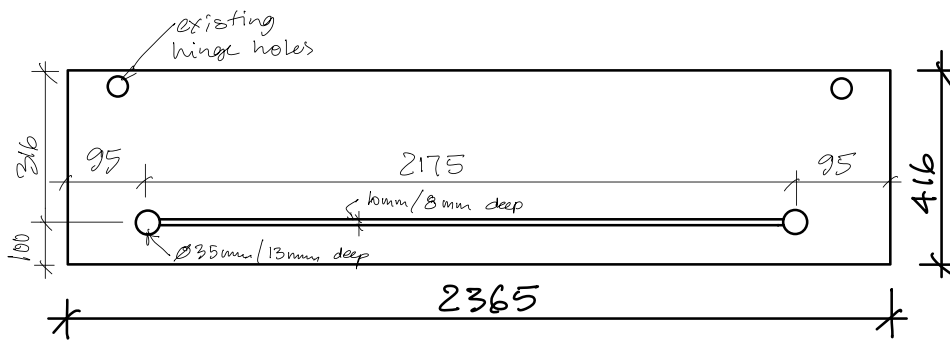 existing
hinge holes
316
95
2175
95
416
10mm/8mm deep
100
Ø35mm/13mm deep
2365